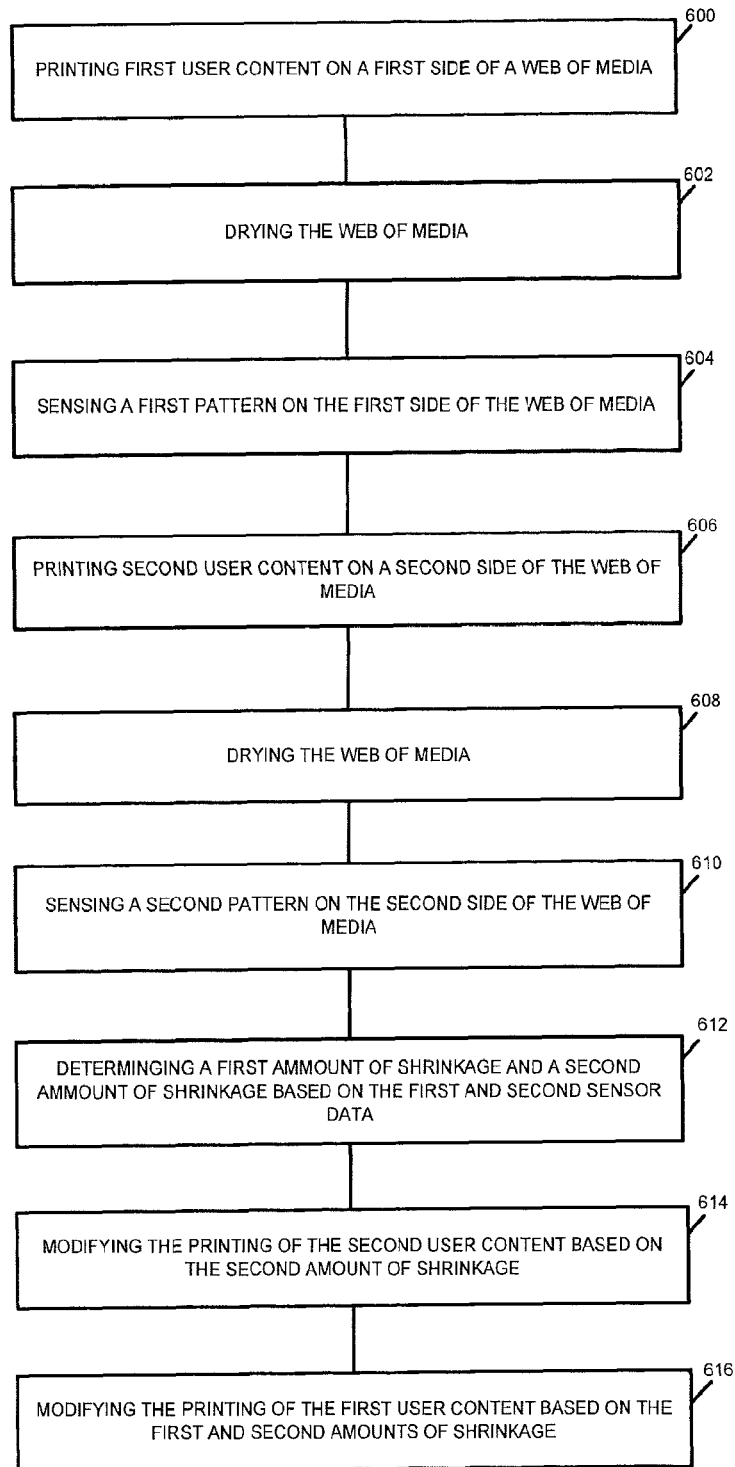 600
PRINTING FIRST USER CONTENT ON A FIRST SIDE OF A WEB OF MEDIA
602
DRYING THE WEB OF MEDIA
604
SENSING A FIRST PATTERN ON THE FIRST SIDE OF THE WEB OF MEDIA
606
PRINTING SECOND USER CONTENT ON A SECOND SIDE OF THE WEB OF
MEDIA
608
DRYING THE WEB OF MEDIA
610
SENSING A SECOND PATTERN ON THE SECOND SIDE OF THE WEB OF
MEDIA
612
DETERMINGING A FIRST AMMOUNT OF SHRINKAGE AND A SECOND
AMMOUNT OF SHRINKAGE BASED ON THE FIRST AND SECOND SENSOR
DATA
614
MODIFYING THE PRINTING OF THE SECOND USER CONTENT BASED ON
THE SECOND AMOUNT OF SHRINKAGE
616
MODIFYING THE PRINTING OF THE FIRST USER CONTENT BASED ON THE
FIRST AND SECOND AMOUNTS OF SHRINKAGE